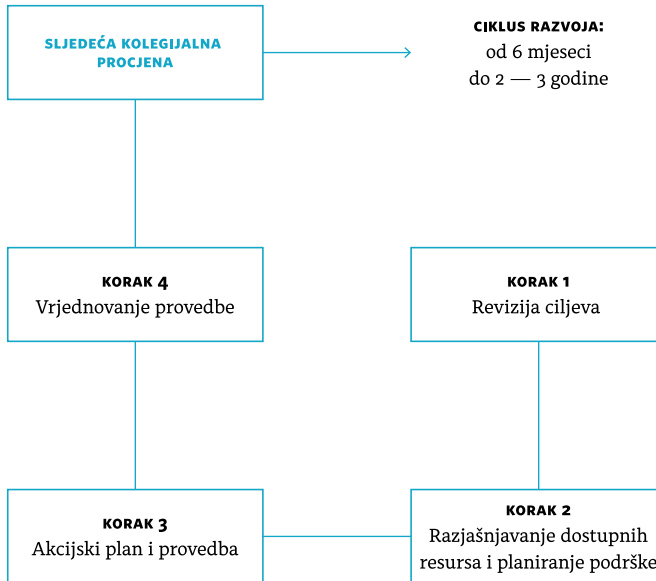 SLJEDEĆA KOLEGIJALNA
PROCJENA
CIKLUS RAZVOJA:
od 6 mjeseci
do 2 — 3 godine
KORAK 4
Vrjednovanje provedbe
KORAK 1
Revizija ciljeva
KORAK 3
Akcijski plan i provedba
KORAK 2
Razjašnjavanje dostupnih
resursa i planiranje podrške